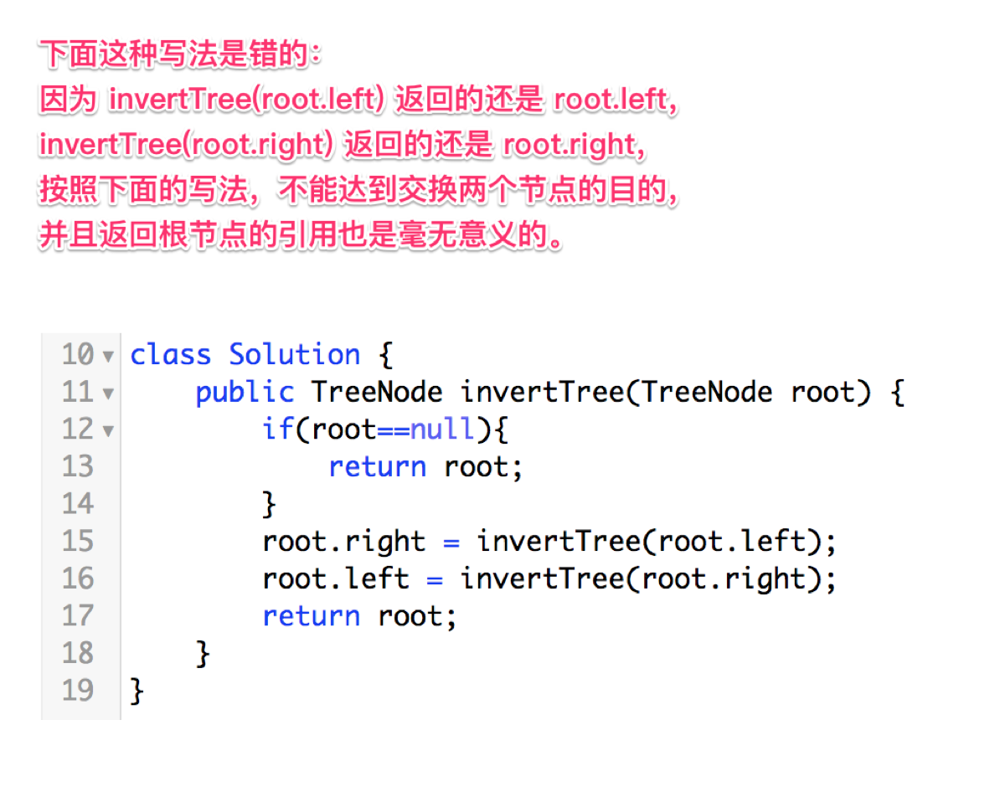 下面这种写法是错的：
因为 invertTree(root.left) 返回的还是 root.left，
invertTree(root.right) 返回的还是 root.right，
按照下面的写法，不能达到交换两个节点的目的，
并且返回根节点的引用也是毫无意义的。
10 ▾ class Solution {
11 ▾     public TreeNode invertTree(TreeNode root) {
12 ▾         if(root==null){
13             return root;
14         }
15         root.right = invertTree(root.left);
16         root.left = invertTree(root.right);
17         return root;
18     }
19 }